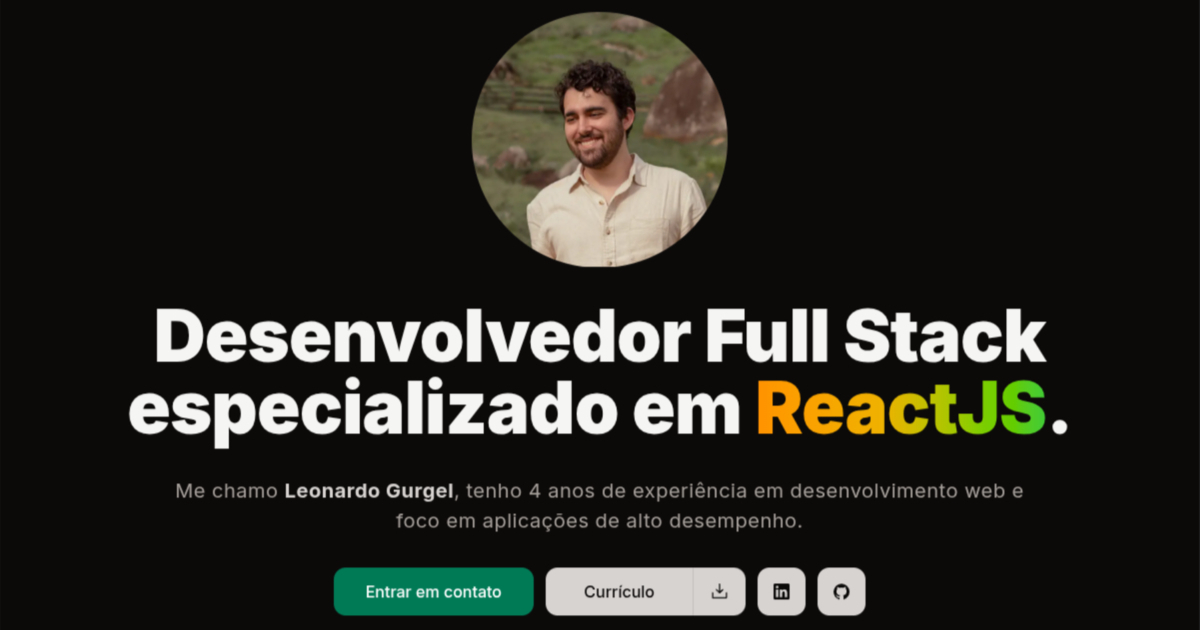 Desenvolvedor Full Stack
especializado em ReactJS.
Me chamo Leonardo Gurgel, tenho 4 anos de experiência em desenvolvimento web e
foco em aplicações de alto desempenho.
Entrar em contato
Currículo
in